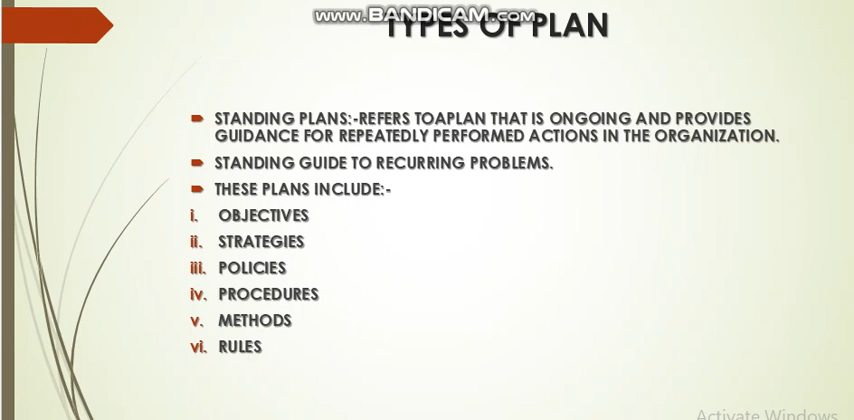 www.BANDICAM.com
TYPES OF PLAN
STANDING PLANS:-REFERS TOAPLAN THAT IS ONGOING AND PROVIDES
GUIDANCE FOR REPEATEDLY PERFORMED ACTIONS IN THE ORGANIZATION.
STANDING GUIDE TO RECURRING PROBLEMS.
THESE PLANS INCLUDE:-
i. OBJECTIVES
ii. STRATEGIES
iii. POLICIES
iv. PROCEDURES
v. METHODS
vi. RULES
Activate Windows